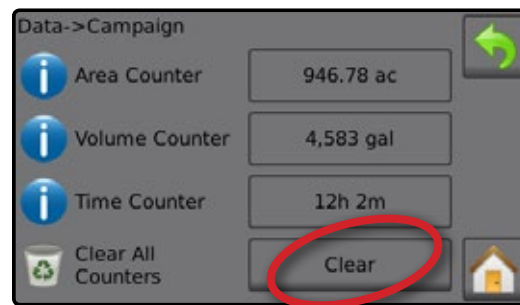 Data->Campaign
Area Counter 946.78 ac
Volume Counter 4,583 gal
Time Counter 12h 2m
Clear All
Counters
Clear